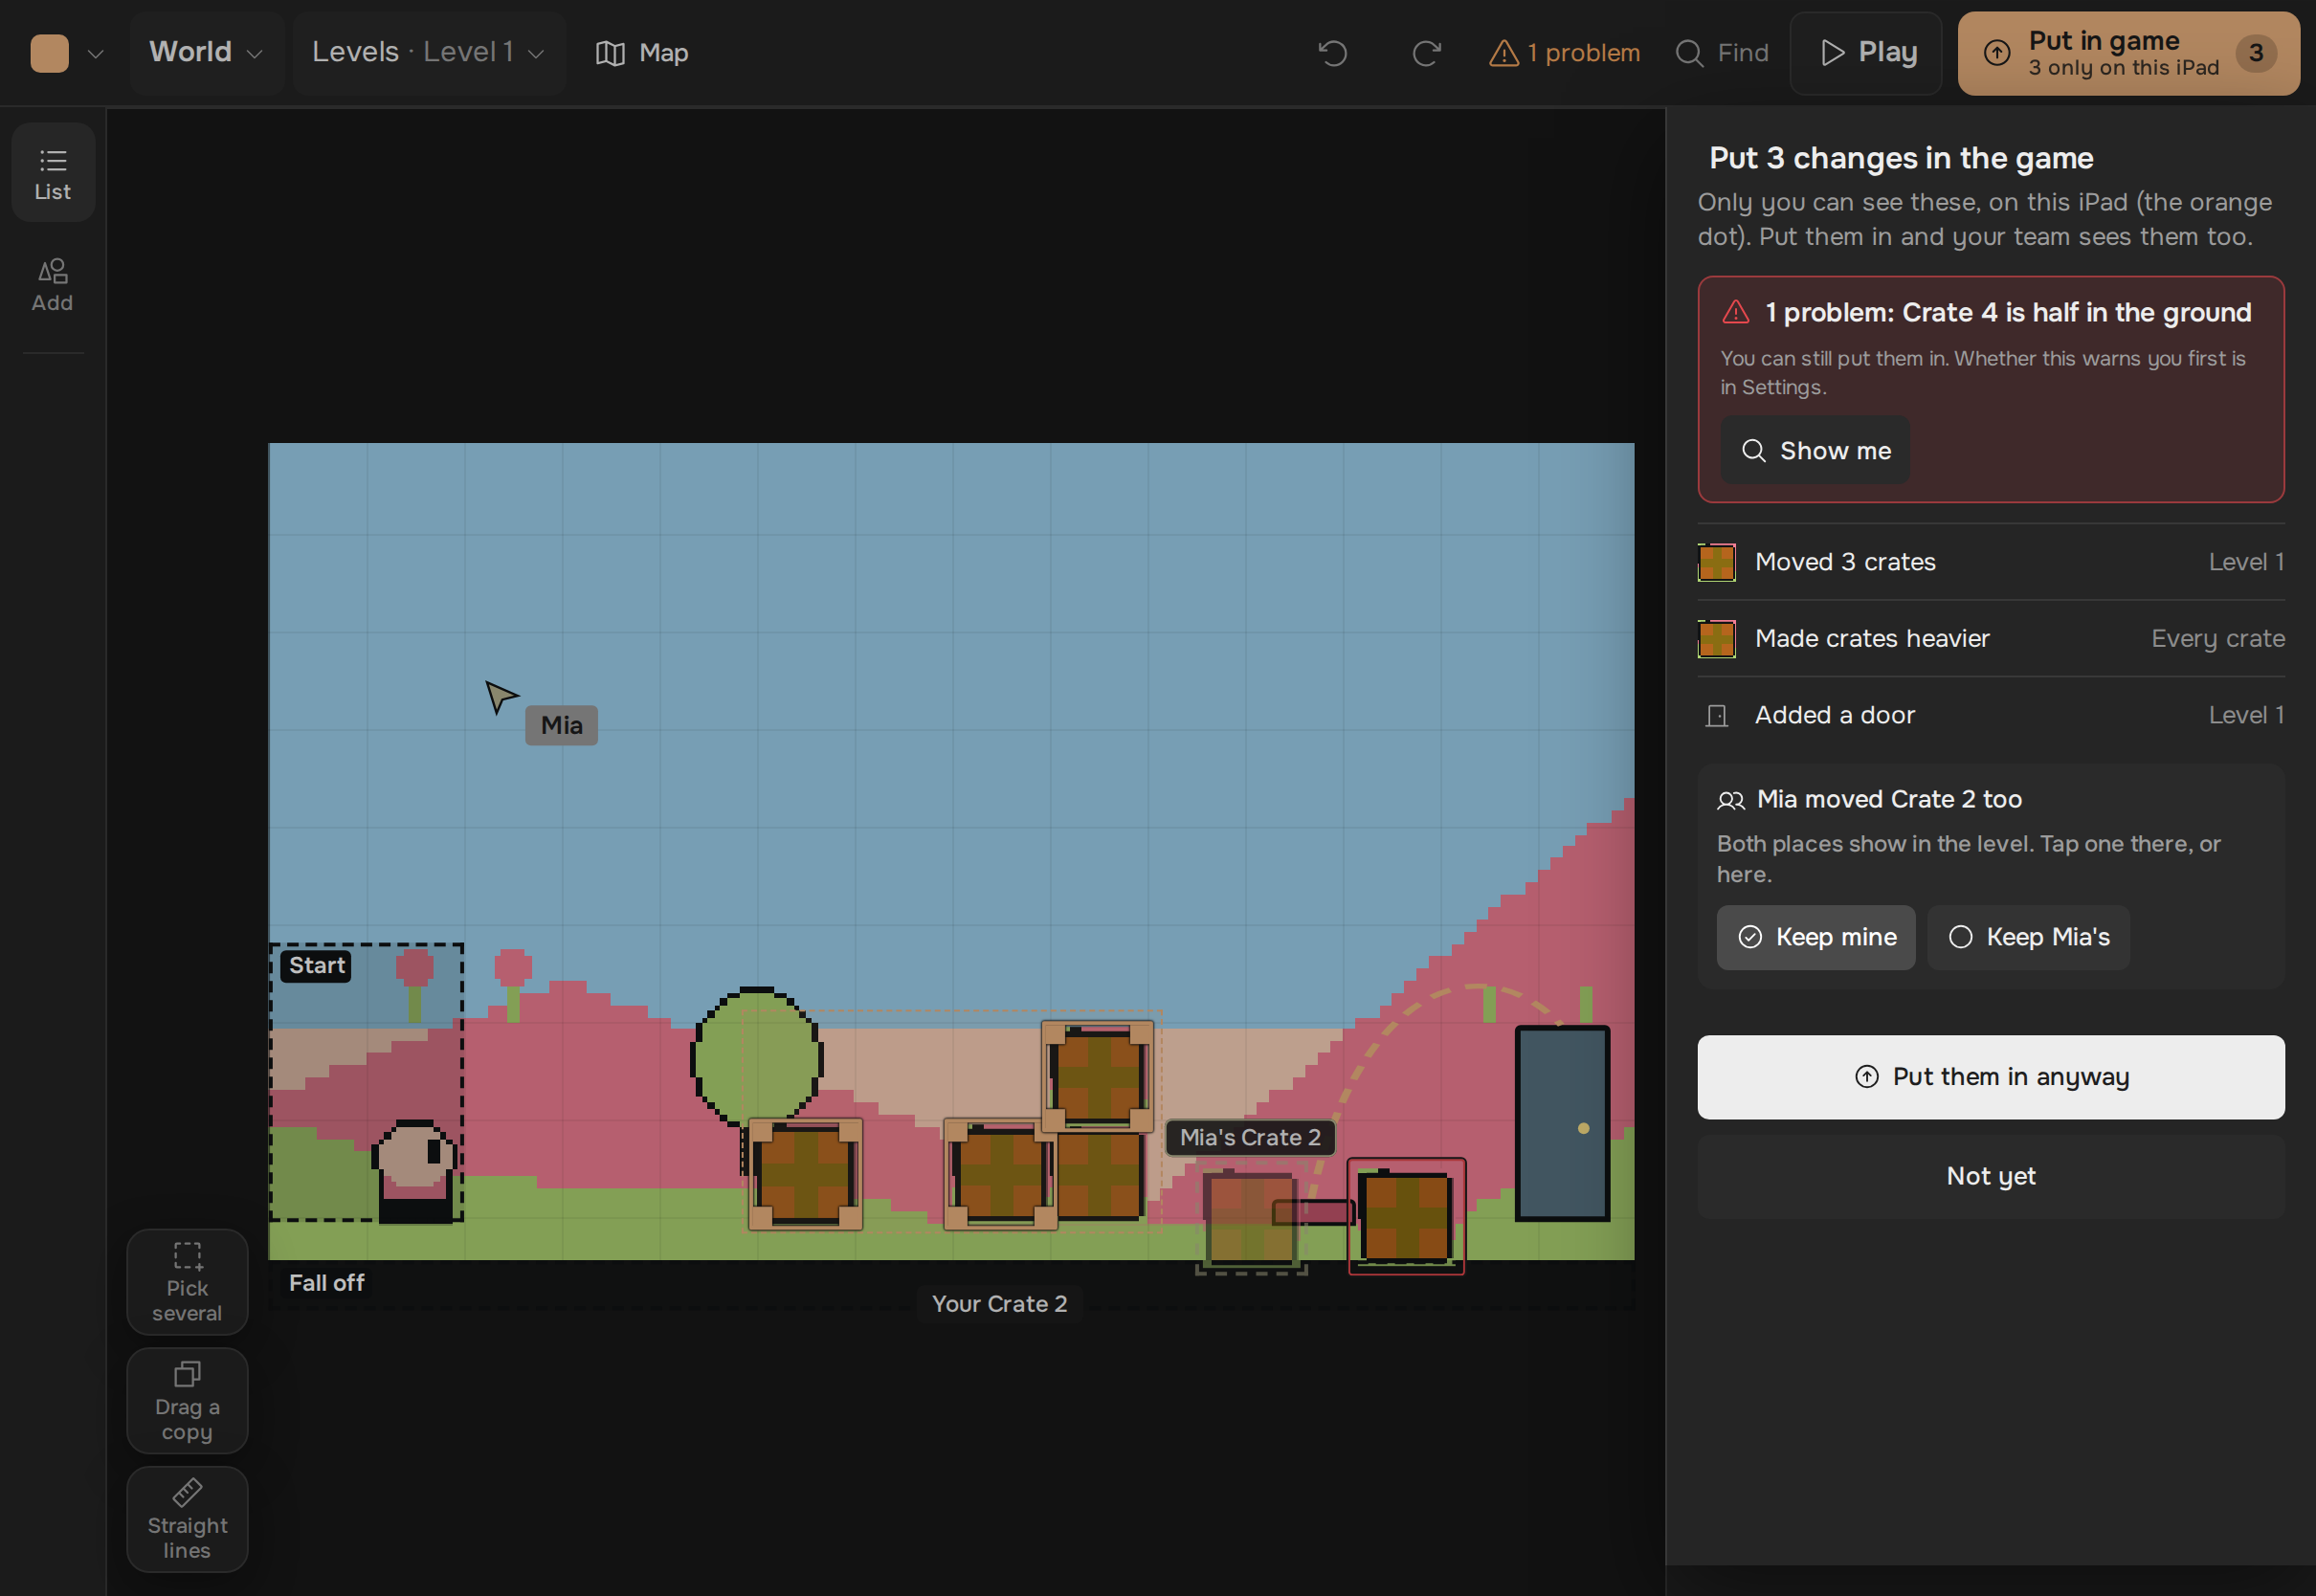 World
Levels · Level 1
Map
1 problem
Find
Play
Put in game
3 only on this iPad
3
List
Add
Pick
several
Drag a
copy
Straight
lines
Mia
Start
Mia's Crate 2
Fall off
Your Crate 2
Put 3 changes in the game
Only you can see these, on this iPad (the orange
dot). Put them in and your team sees them too.
1 problem: Crate 4 is half in the ground
You can still put them in. Whether this warns you first is
in Settings.
Show me
Moved 3 crates Level 1
Made crates heavier Every crate
Added a door Level 1
Mia moved Crate 2 too
Both places show in the level. Tap one there, or
here.
Keep mine
Keep Mia's
Put them in anyway
Not yet